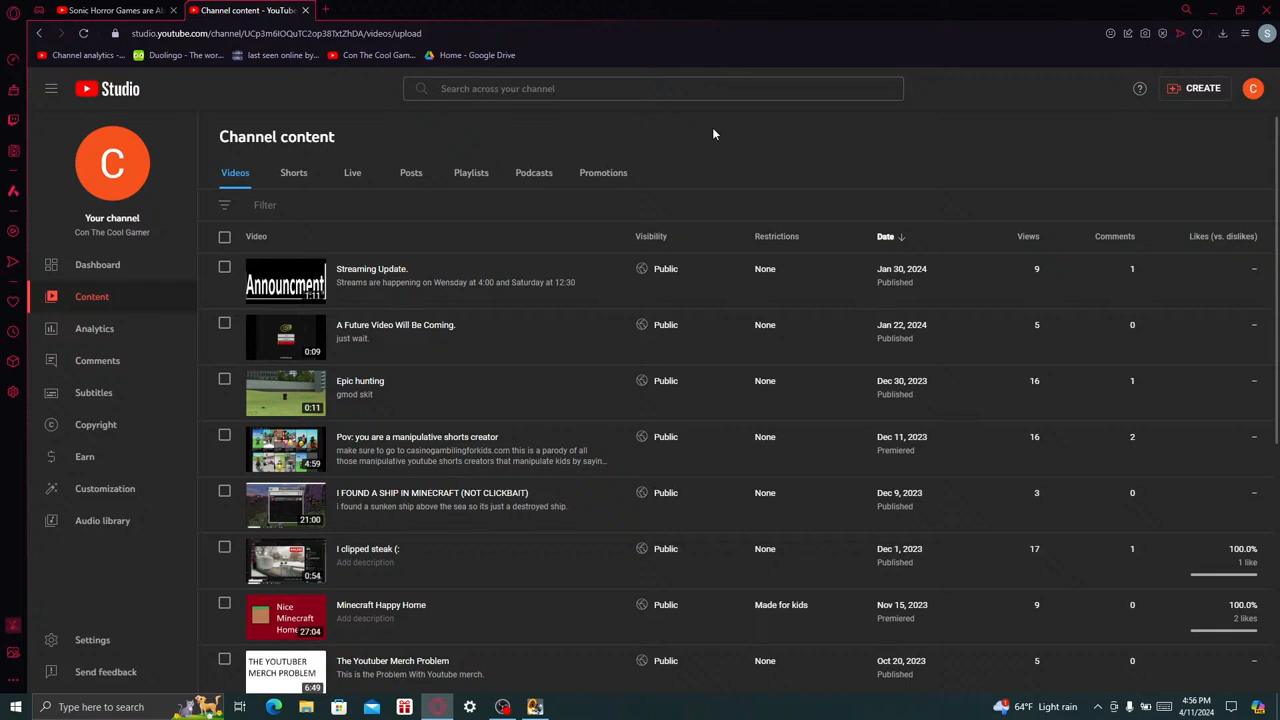 Sonic Horror Games are Al
Channel content - YouTub
studio.youtube.com/channel/UCp3m6IOQuTC2op38TxtZhDA/videos/upload
S
Channel analytics -...
Duolingo - The wo...
last seen online by...
Con The Cool Gam...
Home - Google Drive
Studio
Search across your channel
CREATE
C
C
Your channel
Con The Cool Gamer
Dashboard
Content
Analytics
Comments
Subtitles
Copyright
Earn
Customization
Audio library
Settings
Send feedback
Channel content
Videos
Shorts
Live
Posts
Playlists
Podcasts
Promotions
Filter
Video
Visibility
Restrictions
Date
Views
Comments
Likes (vs. dislikes)
Announcment
1:11
Streaming Update.
Streams are happening on Wensday at 4:00 and Saturday at 12:30
Public
None
Jan 30, 2024
Published
9
1
–
0:09
A Future Video Will Be Coming.
just wait.
Public
None
Jan 22, 2024
Published
5
0
–
0:11
Epic hunting
gmod skit
Public
None
Dec 30, 2023
Published
16
1
–
4:59
Pov: you are a manipulative shorts creator
make sure to go to casinogamblingforkids.com this is a parody of all
those manipulative youtube shorts creators that manipulate kids by sayin...
Public
None
Dec 11, 2023
Premiered
16
2
–
21:00
I FOUND A SHIP IN MINECRAFT (NOT CLICKBAIT)
i found a sunken ship above the sea so its just a destroyed ship.
Public
None
Dec 9, 2023
Published
3
0
–
0:54
I clipped steak (:
Add description
Public
None
Dec 1, 2023
Published
17
1
100.0%
1 like
Nice
Minecraft
Home
27:04
Minecraft Happy Home
Add description
Public
Made for kids
Nov 15, 2023
Premiered
9
0
100.0%
2 likes
THE YOUTUBER
MERCH PROBLEM
6:49
The Youtuber Merch Problem
This is the Problem With Youtube merch.
Public
None
Oct 20, 2023
Published
5
0
–
Type here to search
64°F Light rain
4:56 PM
4/11/2024